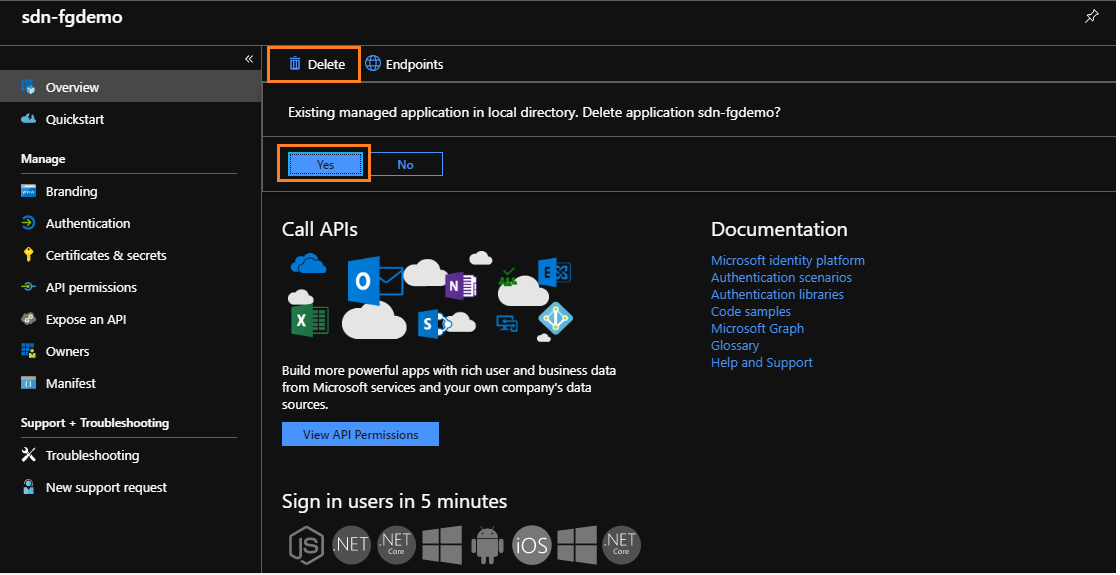 sdn-fgdemo
«
Overview
Quickstart
Manage
Branding
Authentication
Certificates & secrets
API permissions
Expose an API
Owners
Manifest
Support + Troubleshooting
Troubleshooting
New support request
Delete
Endpoints
Existing managed application in local directory. Delete application sdn-fgdemo?
Yes
No
Call APIs
O
N
E
X
S
Build more powerful apps with rich user and business data
from Microsoft services and your own company's data
sources.
View API Permissions
Documentation
Microsoft identity platform
Authentication scenarios
Authentication libraries
Code samples
Microsoft Graph
Glossary
Help and Support
Sign in users in 5 minutes
JS
.NET
.NET
Core
iOS
.NET
Core